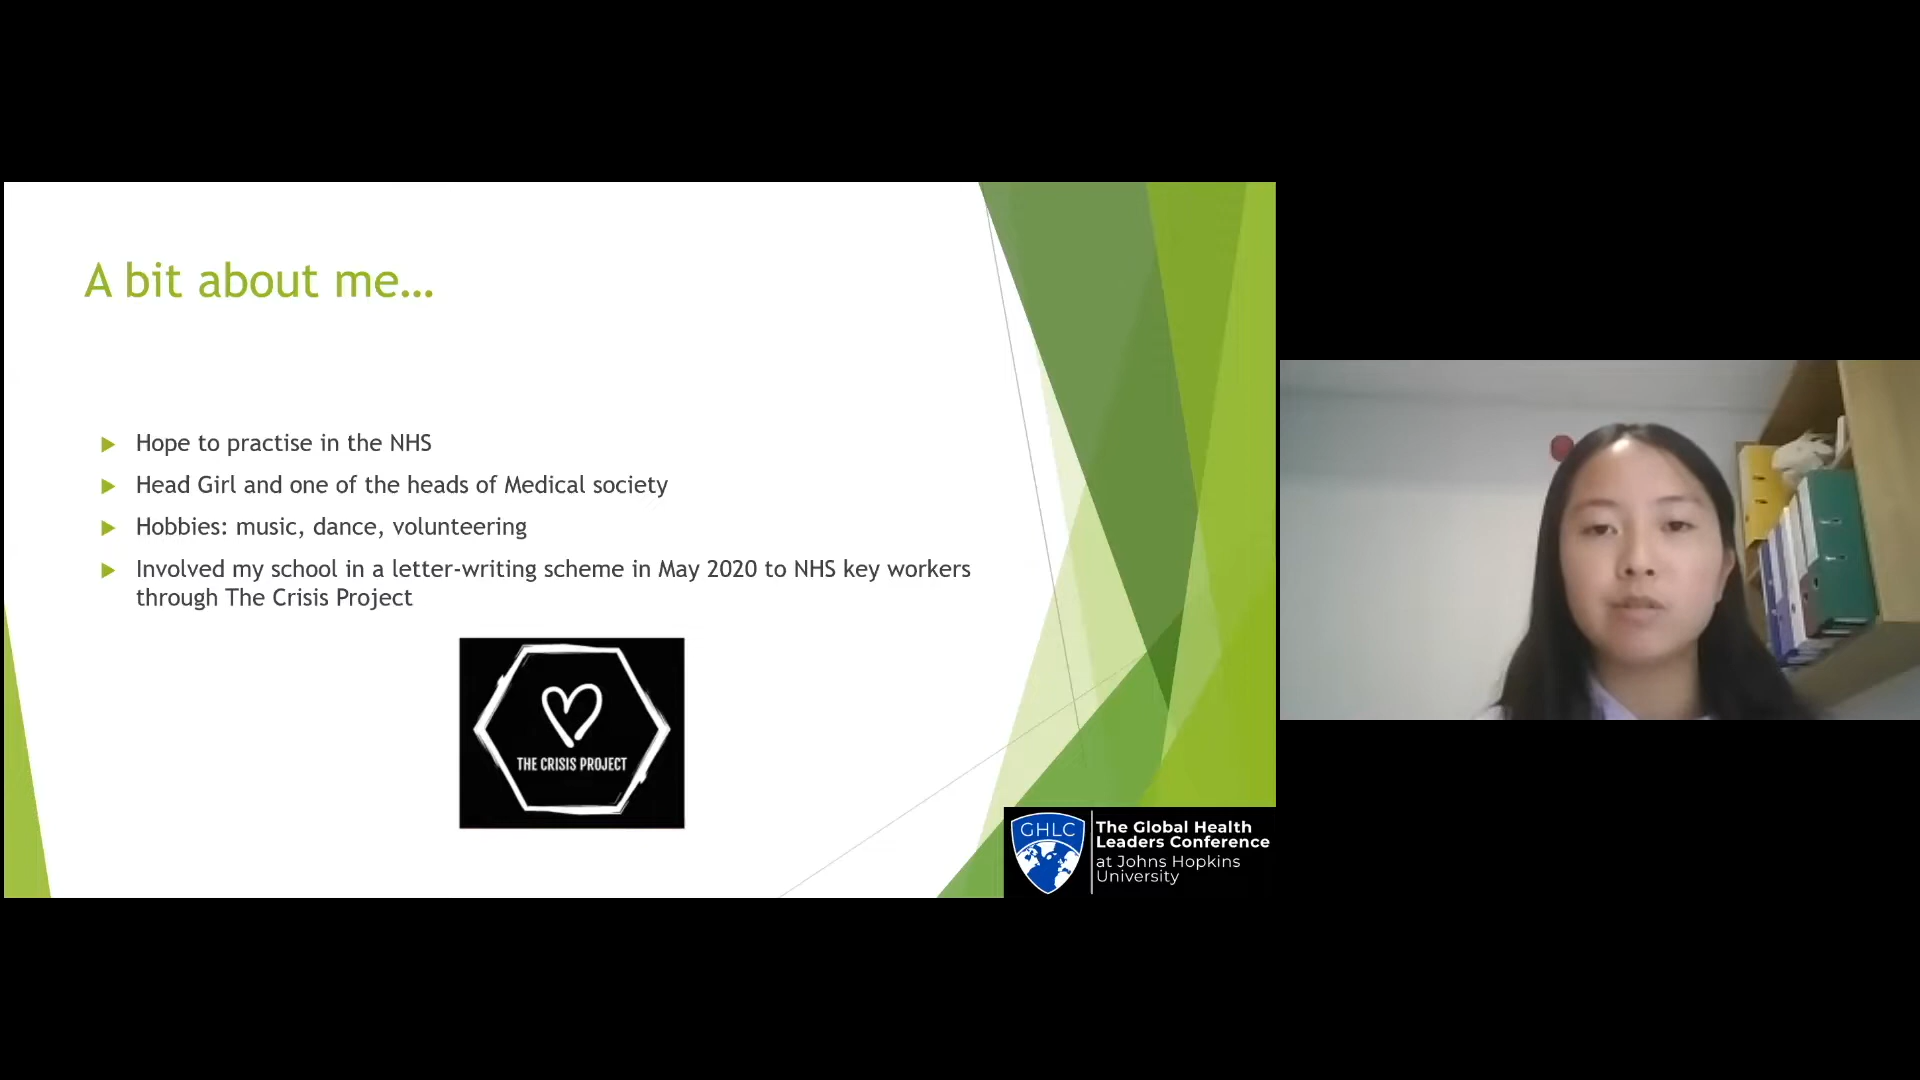 A bit about me...
Hope to practise in the NHS
Head Girl and one of the heads of Medical society
Hobbies: music, dance, volunteering
Involved my school in a letter-writing scheme in May 2020 to NHS key workers
through The Crisis Project
THE CRISIS PROJECT
GHLC
The Global Health
Leaders Conference
at Johns Hopkins
University